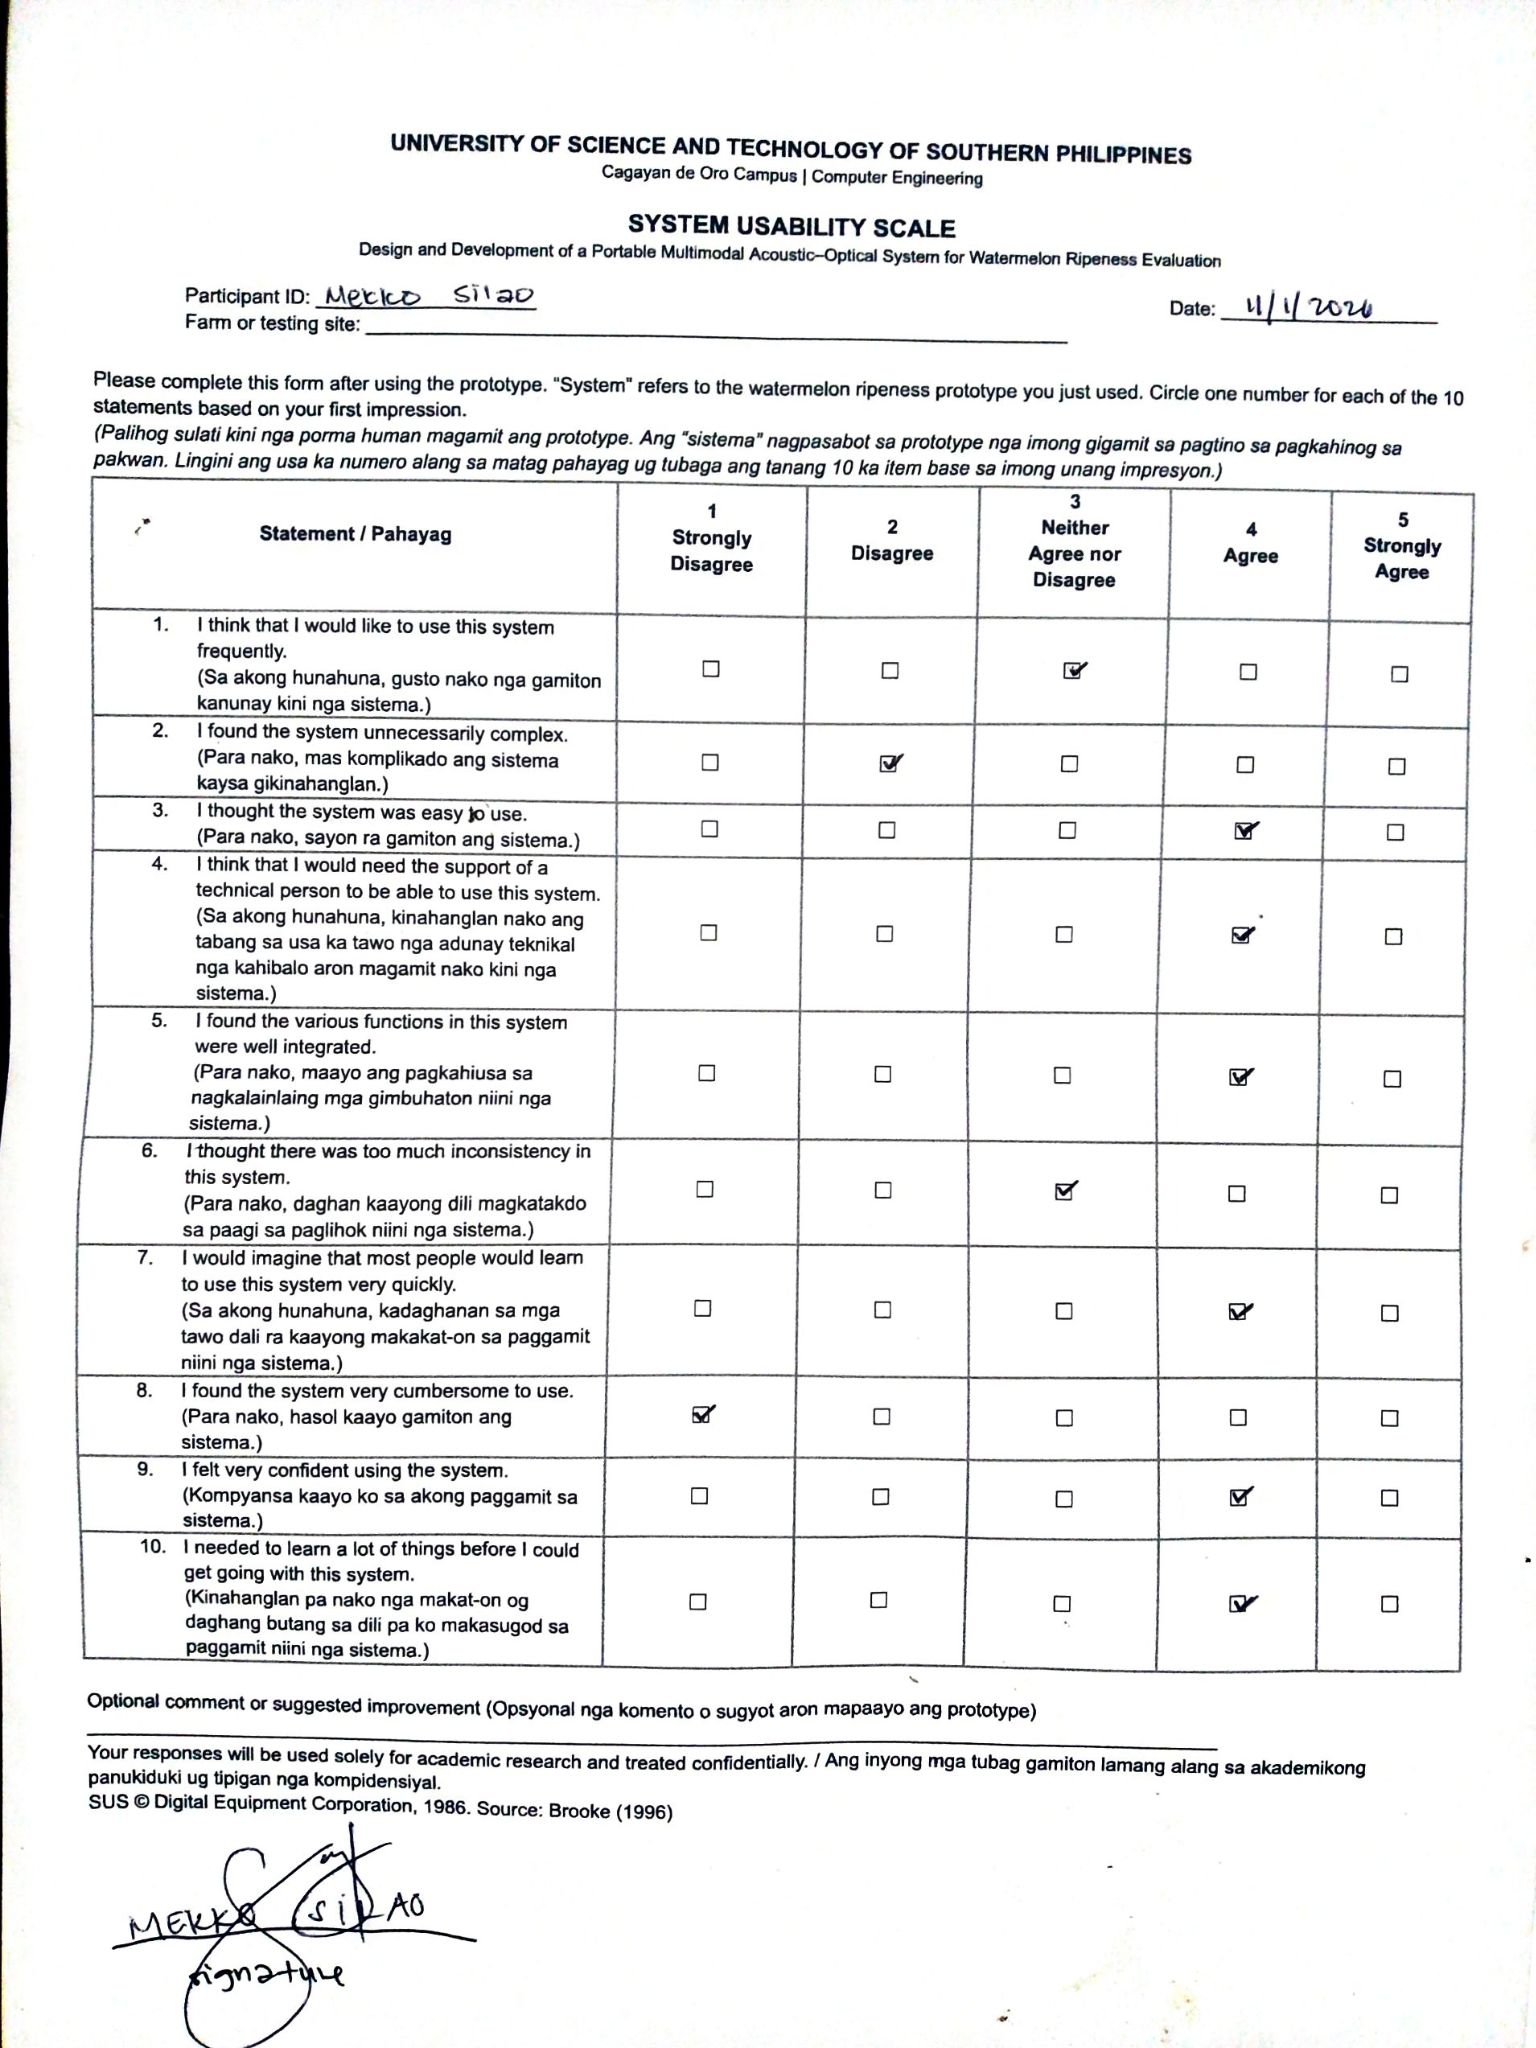 UNIVERSITY OF SCIENCE AND TECHNOLOGY OF SOUTHERN PHILIPPINES
Cagayan de Oro Campus | Computer Engineering
SYSTEM USABILITY SCALE
Design and Development of a Portable Multimodal Acoustic–Optical System for Watermelon Ripeness Evaluation
Participant ID: Mekko Silao
Date: 11/1/2026
Farm or testing site:
Please complete this form after using the prototype. "System" refers to the watermelon ripeness prototype you just used. Circle one number for each of the 10
statements based on your first impression.
(Palihog sulati kini nga porma human magamit ang prototype. Ang "sistema" nagpasabot sa prototype nga imong gigamit sa pagtino sa pagkahinog sa
pakwan. Lingini ang usa ka numero alang sa matag pahayag ug tubaga ang tanang 10 ka item base sa imong unang impresyon.)
Statement / Pahayag
1
Strongly
Disagree
2
Disagree
3
Neither
Agree nor
Disagree
4
Agree
5
Strongly
Agree
1. I think that I would like to use this system
frequently.
(Sa akong hunahuna, gusto nako nga gamiton
kanunay kini nga sistema.)
2. I found the system unnecessarily complex.
(Para nako, mas komplikado ang sistema
kaysa gikinahanglan.)
3. I thought the system was easy to use.
(Para nako, sayon ra gamiton ang sistema.)
4. I think that I would need the support of a
technical person to be able to use this system.
(Sa akong hunahuna, kinahanglan nako ang
tabang sa usa ka tawo nga adunay teknikal
nga kahibalo aron magamit nako kini nga
sistema.)
5. I found the various functions in this system
were well integrated.
(Para nako, maayo ang pagkahiusa sa
nagkalainlaing mga gimbuhaton niini nga
sistema.)
6. I thought there was too much inconsistency in
this system.
(Para nako, daghan kaayong dili magkatakdo
sa paagi sa paglihok niini nga sistema.)
7. I would imagine that most people would learn
to use this system very quickly.
(Sa akong hunahuna, kadaghanan sa mga
tawo dali ra kaayong makakat-on sa paggamit
niini nga sistema.)
8. I found the system very cumbersome to use.
(Para nako, hasol kaayo gamiton ang
sistema.)
9. I felt very confident using the system.
(Kompyansa kaayo ko sa akong paggamit sa
sistema.)
10. I needed to learn a lot of things before I could
get going with this system.
(Kinahanglan pa nako nga makat-on og
daghang butang sa dili pa ko makasugod sa
paggamit niini nga sistema.)
Optional comment or suggested improvement (Opsyonal nga komento o sugyot aron mapaayo ang prototype)
Your responses will be used solely for academic research and treated confidentially. / Ang inyong mga tubag gamiton lamang alang sa akademikong
panukiduki ug tipigan nga kompidensiyal.
SUS © Digital Equipment Corporation, 1986. Source: Brooke (1996)
MEKKO SILAO
signature